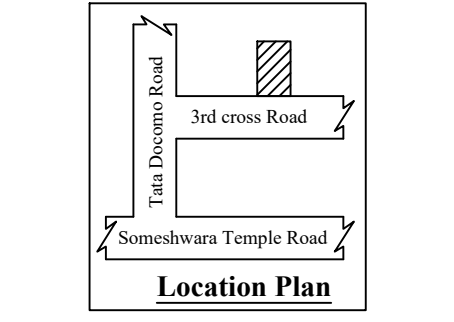 Tata Docomo Road
3rd cross Road
Someshwara Temple Road
Location Plan